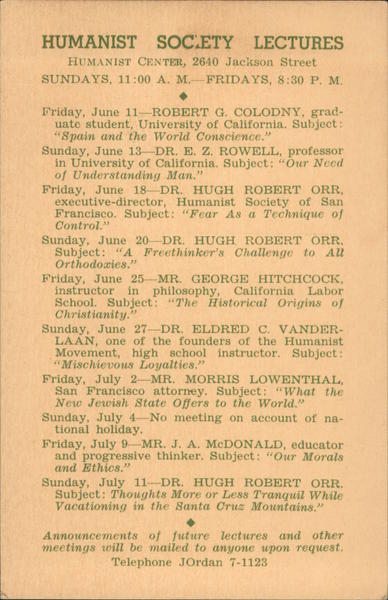 HUMANIST SOCIETY LECTURES
HUMANIST CENTER, 2640 Jackson Street
SUNDAYS, 11:00 A. M.—FRIDAYS, 8:30 P. M.
Friday, June 11—ROBERT G. COLODNY, grad-
uate student, University of California. Subject:
"Spain and the World Conscience."
Sunday, June 13—DR. E. Z. ROWELL, professor
in University of California. Subject: "Our Need
of Understanding Man."
Friday, June 18—DR. HUGH ROBERT ORR,
executive-director, Humanist Society of San
Francisco. Subject: "Fear As a Technique of
Control."
Sunday, June 20—DR. HUGH ROBERT ORR,
Subject: "A Freethinker's Challenge to All
Orthodoxies."
Friday, June 25—MR. GEORGE HITCHCOCK,
instructor in philosophy, California Labor
School. Subject: "The Historical Origins of
Christianity."
Sunday, June 27—DR. ELDRED C. VANDER-
LAAN, one of the founders of the Humanist
Movement, high school instructor. Subject:
"Mischievous Loyalties."
Friday, July 2—MR. MORRIS LOWENTHAL,
San Francisco attorney. Subject: "What the
New Jewish State Offers to the World."
Sunday, July 4—No meeting on account of na-
tional holiday.
Friday, July 9—MR. J. A. McDONALD, educator
and progressive thinker. Subject: "Our Morals
and Ethics."
Sunday, July 11—DR. HUGH ROBERT ORR.
Subject: Thoughts More or Less Tranquil While
Vacationing in the Santa Cruz Mountains."
Announcements of future lectures and other
meetings will be mailed to anyone upon request.
Telephone JOrdan 7-1123